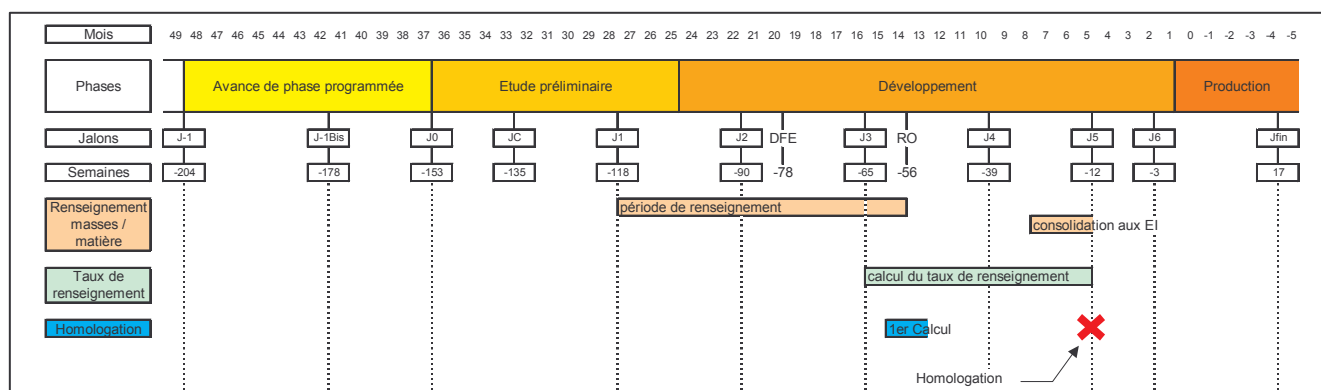 Mois 49 48 47 46 45 44 43 42 41 40 39 38 37 36 35 34 33 32 31 30 29 28 27 26 25 24 23 22 21 20 19 18 17 16 15 14 13 12 11 10 9 8 7 6 5 4 3 2 1 0 -1 -2 -3 -4 -5
Phases Avance de phase programmée Etude préliminaire Développement Production
Jalons J-1 J-1Bis J0 JC J1 J2 DFE J3 RO J4 J5 J6 Jfin
Semaines -204 -178 -153 -135 -118 -90 -78 -65 -56 -39 -12 -3 17
Renseignement
masses /
matière
période de renseignement
consolidation aux EI
Taux de
renseignement
calcul du taux de renseignement
Homologation 1er Calcul
Homologation